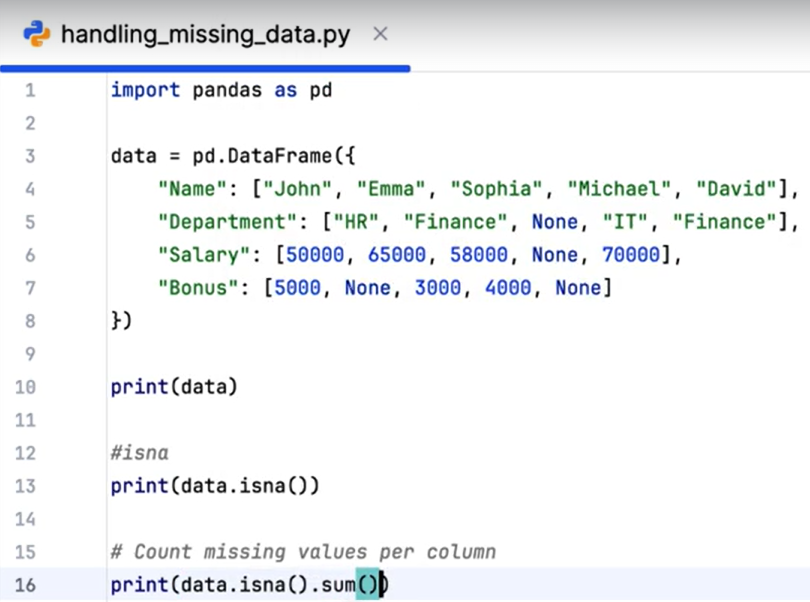 handling_missing_data.py ×
1 import pandas as pd
2
3 data = pd.DataFrame({
4 "Name": ["John", "Emma", "Sophia", "Michael", "David"],
5 "Department": ["HR", "Finance", None, "IT", "Finance"],
6 "Salary": [50000, 65000, 58000, None, 70000],
7 "Bonus": [5000, None, 3000, 4000, None]
8 })
9
10 print(data)
11
12 #isna
13 print(data.isna())
14
15 # Count missing values per column
16 print(data.isna().sum())